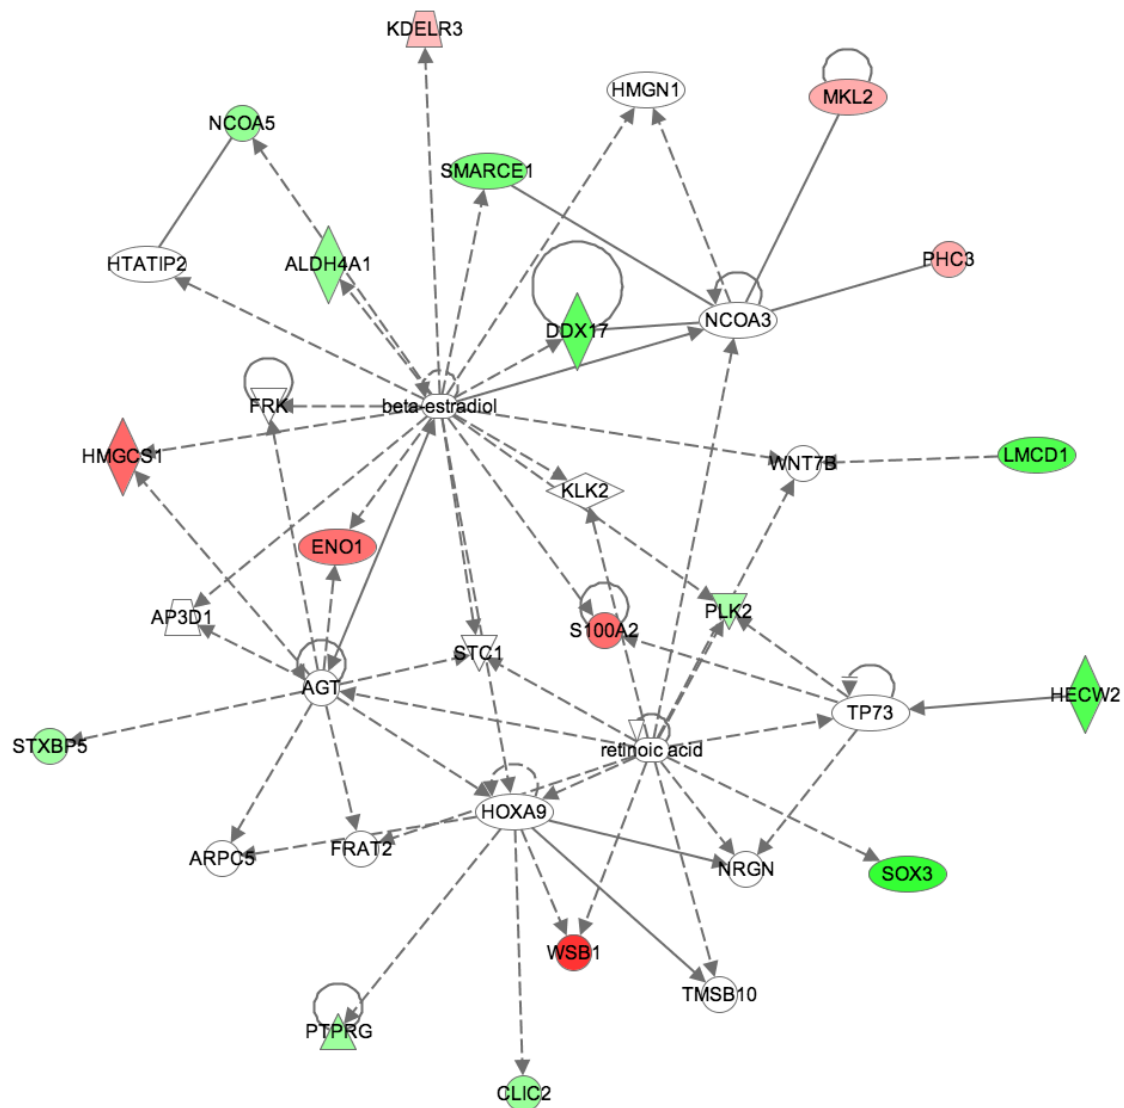 KDELR3
HMGN1
MKL2
NCOA5
SMARCE1
HTATIP2
ALDH4A1
PHC3
DDX17
NCOA3
FRK
beta-estradiol
HMGCS1
WNT7B
LMCD1
KLK2
ENO1
AP3D1
S100A2
PLK2
STC1
AGT
TP73
HECW2
STXBP5
retinoic acid
HOXA9
ARPC5
FRAT2
NRGN
SOX3
WSB1
TMSB10
PTPRG
CLIC2